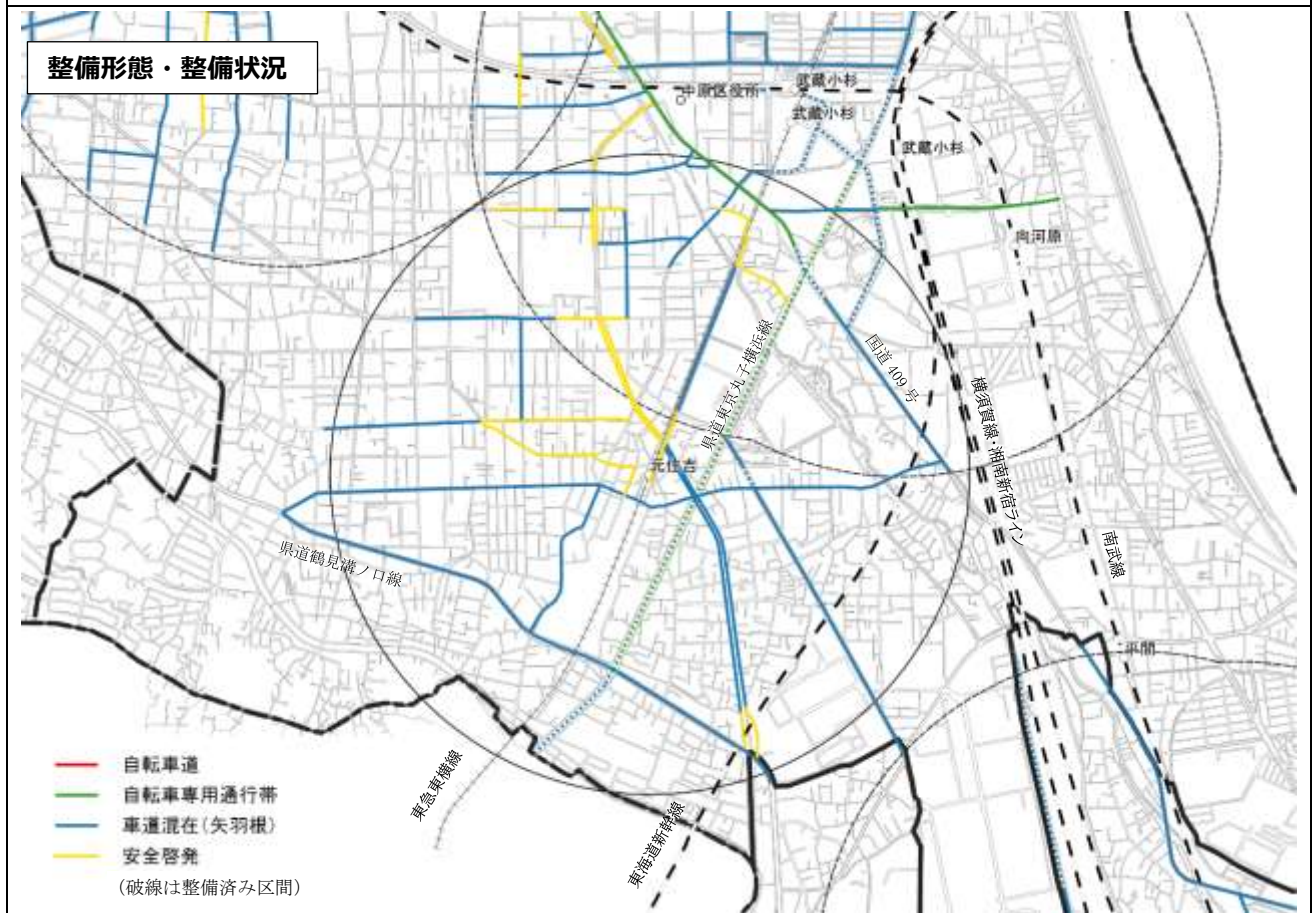 整備形態・整備状況
中原区役所
武蔵小杉
武蔵小杉
武蔵小杉
向河原
県道東京丸子横浜線
国道409号
横須賀線・湘南新宿ライン
元住吉
県道鶴見溝ノ口線
南武線
平間
東急東横線
東海道新幹線
自転車道
自転車専用通行帯
車道混在(矢羽根)
安全啓発
(破線は整備済み区間)